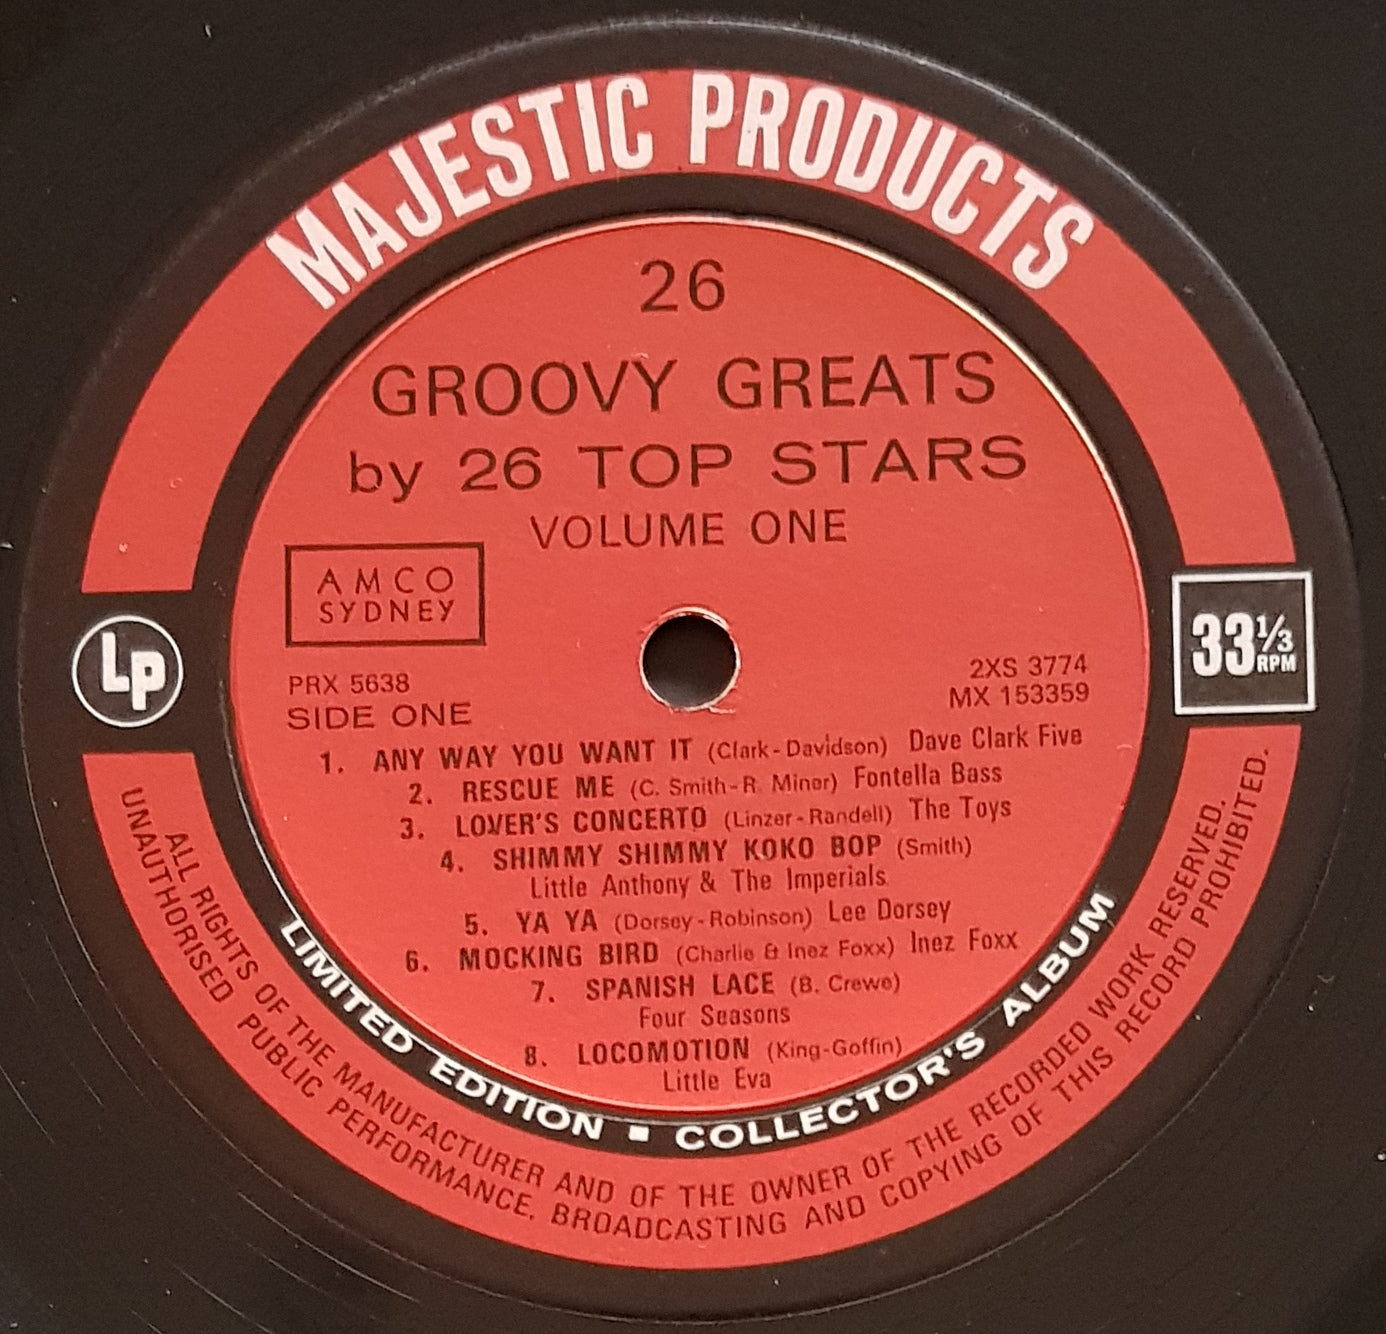 MAJESTIC PRODUCTS
26
GROOVY GREATS
by 26 TOP STARS
VOLUME ONE
AMCO
SYDNEY
LP
33 1/3
RPM
PRX 5638
SIDE ONE
2XS 3774
MX 153359
1. ANY WAY YOU WANT IT (Clark-Davidson) Dave Clark Five
2. RESCUE ME (C. Smith-R. Miner) Fontella Bass
3. LOVER'S CONCERTO (Linzer-Randell) The Toys
4. SHIMMY SHIMMY KOKO BOP (Smith)
Little Anthony & The Imperials
5. YA YA (Dorsey-Robinson) Lee Dorsey
6. MOCKING BIRD (Charlie & Inez Foxx) Inez Foxx
7. SPANISH LACE (B. Crewe)
Four Seasons
8. LOCOMOTION (King-Goffin)
Little Eva
LIMITED EDITION ▪ COLLECTOR'S ALBUM
ALL RIGHTS OF THE MANUFACTURER AND OF THE OWNER OF THE RECORDED WORK RESERVED.
UNAUTHORISED PUBLIC PERFORMANCE, BROADCASTING AND COPYING OF THIS RECORD PROHIBITED.